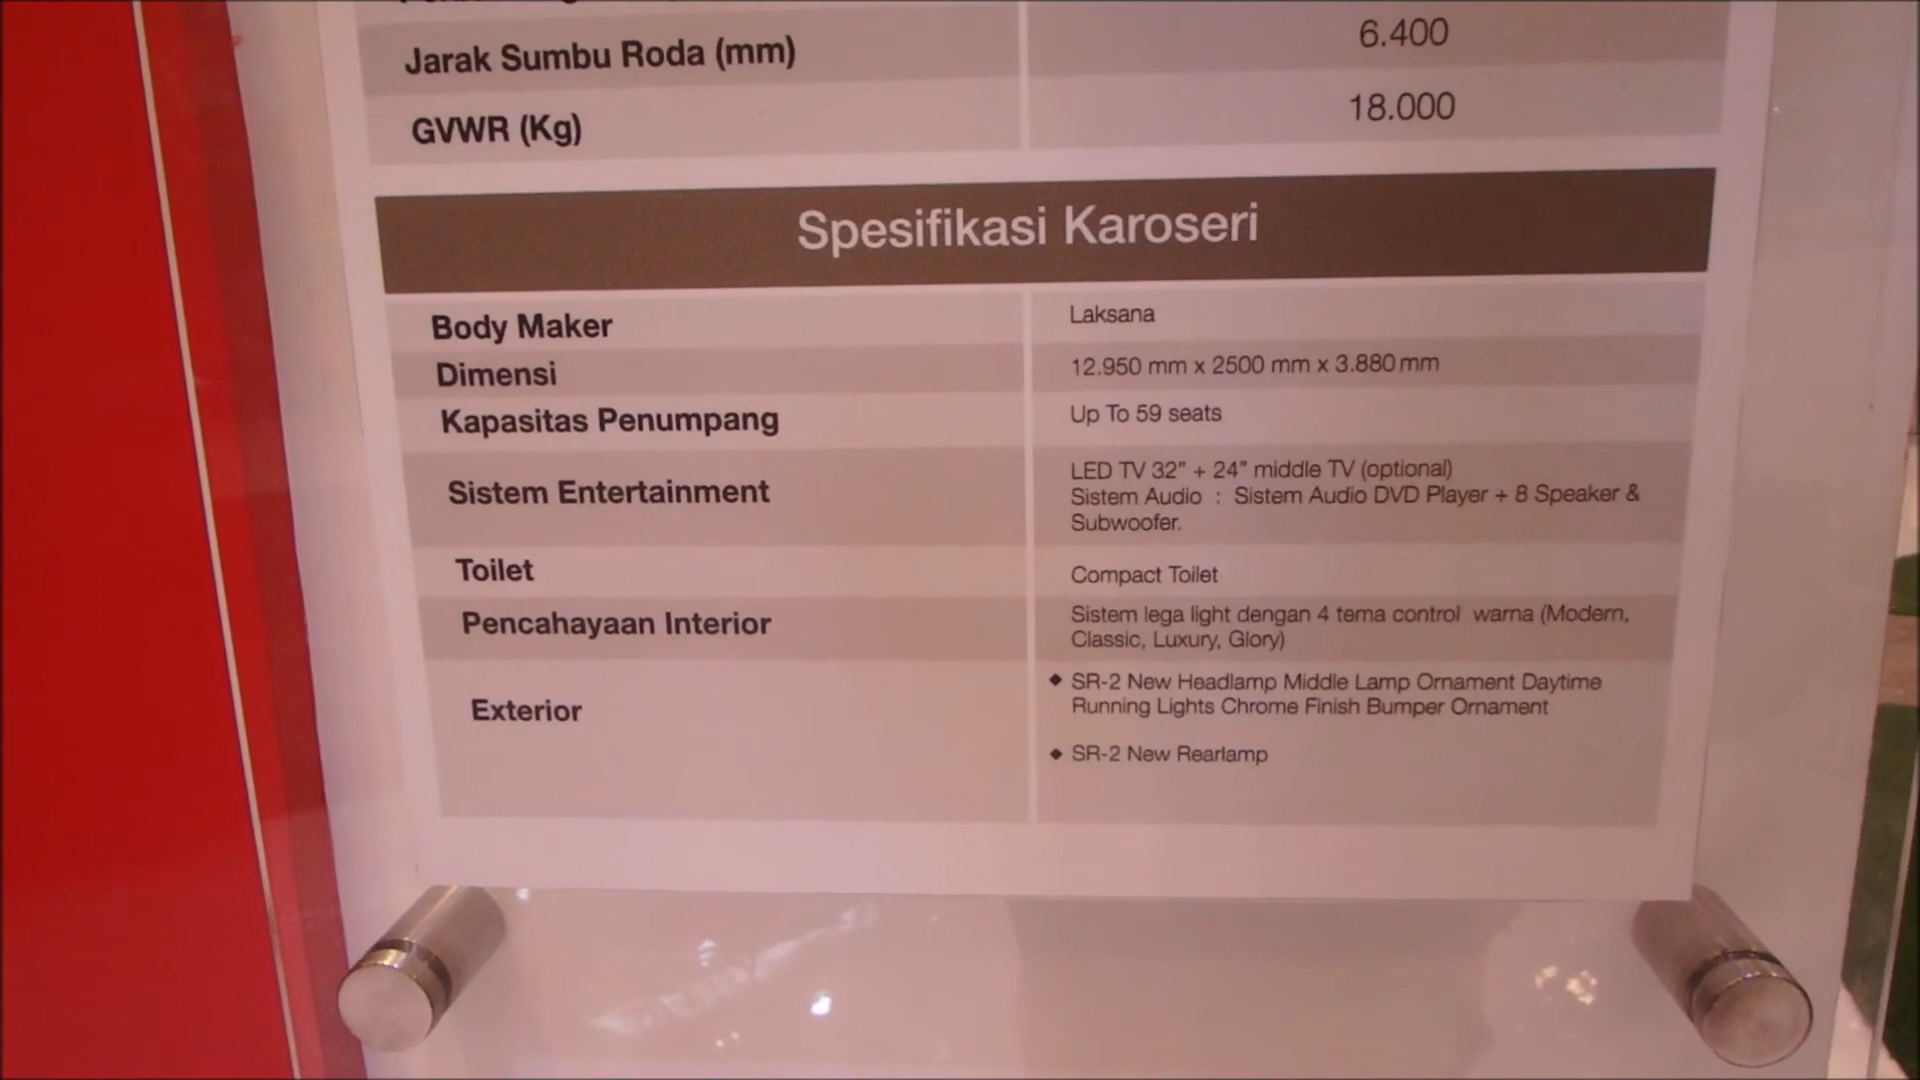 Jarak Sumbu Roda (mm) 6.400
GVWR (Kg) 18.000
Spesifikasi Karoseri
Body Maker Laksana
Dimensi 12.950 mm x 2500 mm x 3.880 mm
Kapasitas Penumpang Up To 59 seats
Sistem Entertainment
LED TV 32" + 24" middle TV (optional)
Sistem Audio : Sistem Audio DVD Player + 8 Speaker &
Subwoofer.
Toilet Compact Toilet
Pencahayaan Interior
Sistem lega light dengan 4 tema control warna (Modern,
Classic, Luxury, Glory)
Exterior
◆ SR-2 New Headlamp Middle Lamp Ornament Daytime
Running Lights Chrome Finish Bumper Ornament
◆ SR-2 New Rearlamp